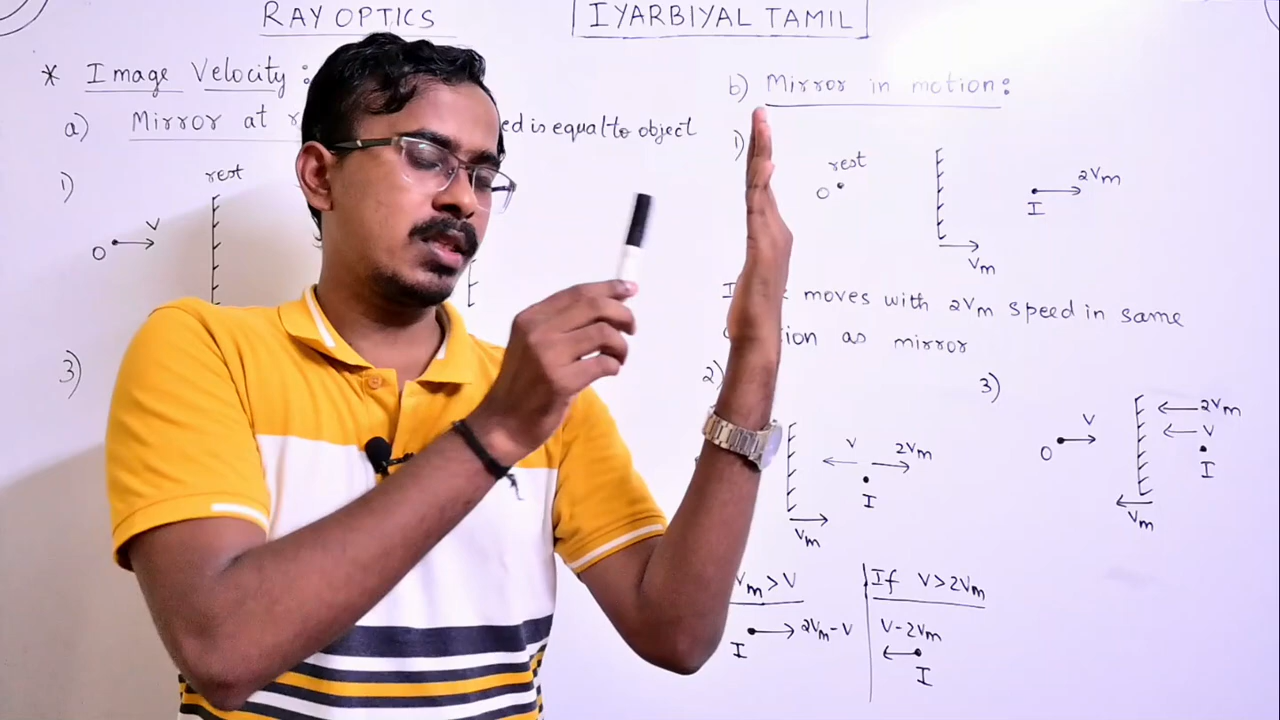 RAY OPTICS
IYARBIYAL TAMIL
* Image Velocity:
a) Mirror at
ed is equal to object
1)
rest
V
O
3)
b) Mirror in motion:
1)
rest
O
2Vm
I
Vm
moves with 2Vm speed in same
ion as mirror
2)
V
2Vm
I
Vm
Vm > V
2Vm-V
I
If V > 2Vm
V-2Vm
I
3)
V
O
2Vm
V
I
Vm